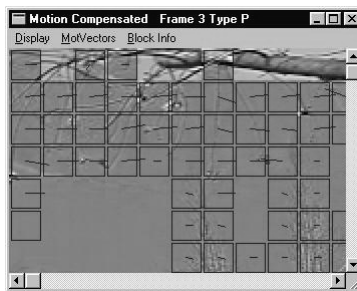 Motion Compensated Frame 3 Type P
Display MotVectors Block Info